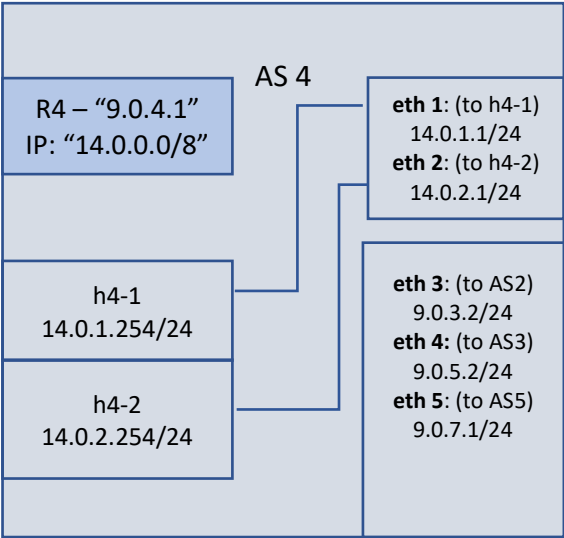 AS 4
R4 – “9.0.4.1”
IP: “14.0.0.0/8”
eth 1: (to h4-1)
14.0.1.1/24
eth 2: (to h4-2)
14.0.2.1/24
h4-1
14.0.1.254/24
h4-2
14.0.2.254/24
eth 3: (to AS2)
9.0.3.2/24
eth 4: (to AS3)
9.0.5.2/24
eth 5: (to AS5)
9.0.7.1/24